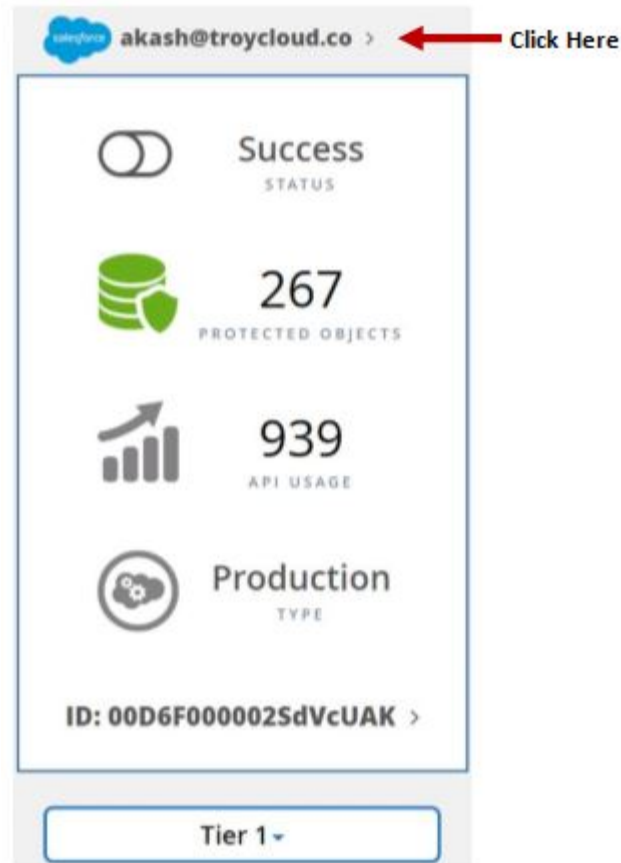 salesforce akash@troycloud.co > Click Here
Success
STATUS
267
PROTECTED OBJECTS
939
API USAGE
Production
TYPE
ID: 00D6F000002SdVcUAK >
Tier 1